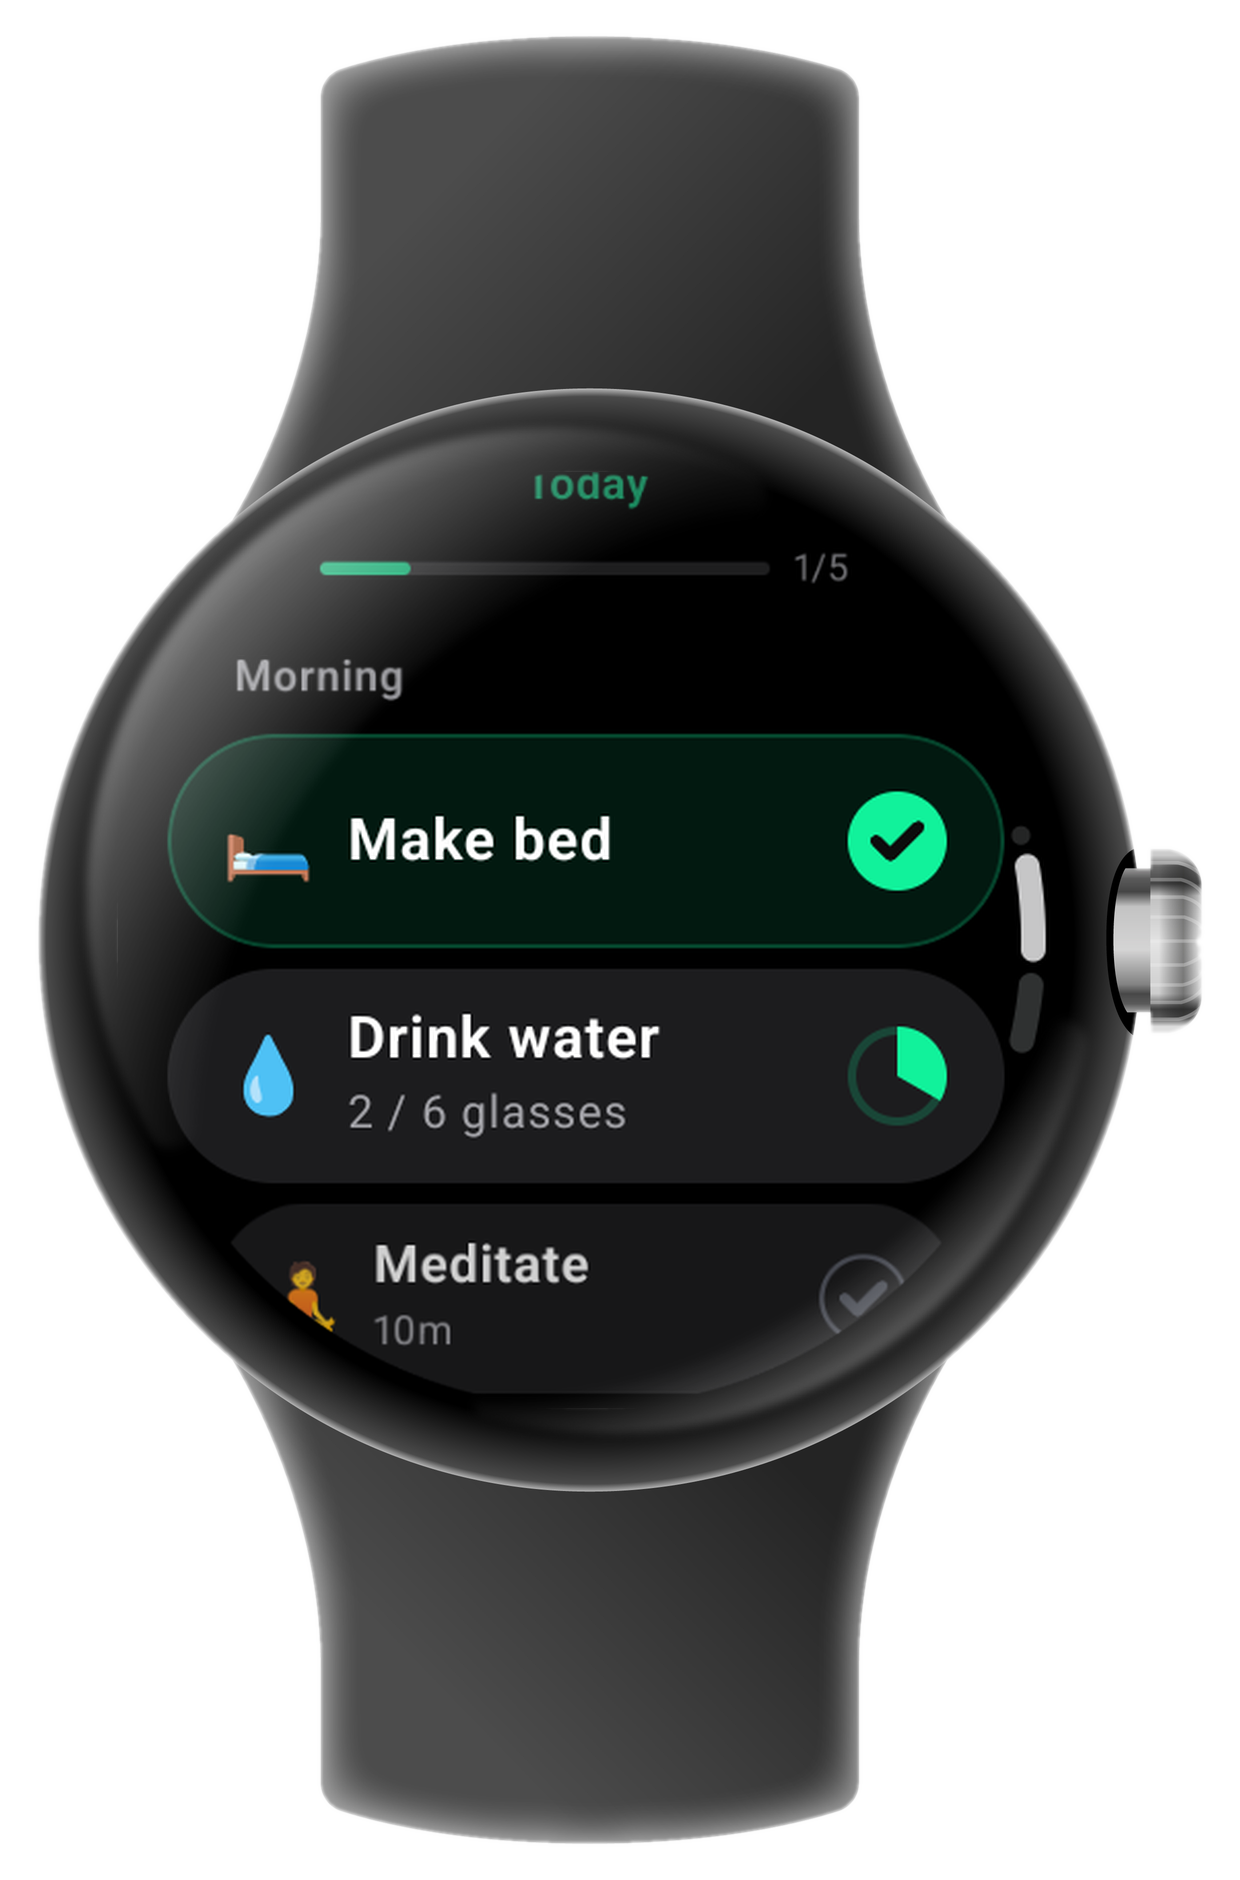 Today
1/5
Morning
Make bed
Drink water
2 / 6 glasses
Meditate
10m